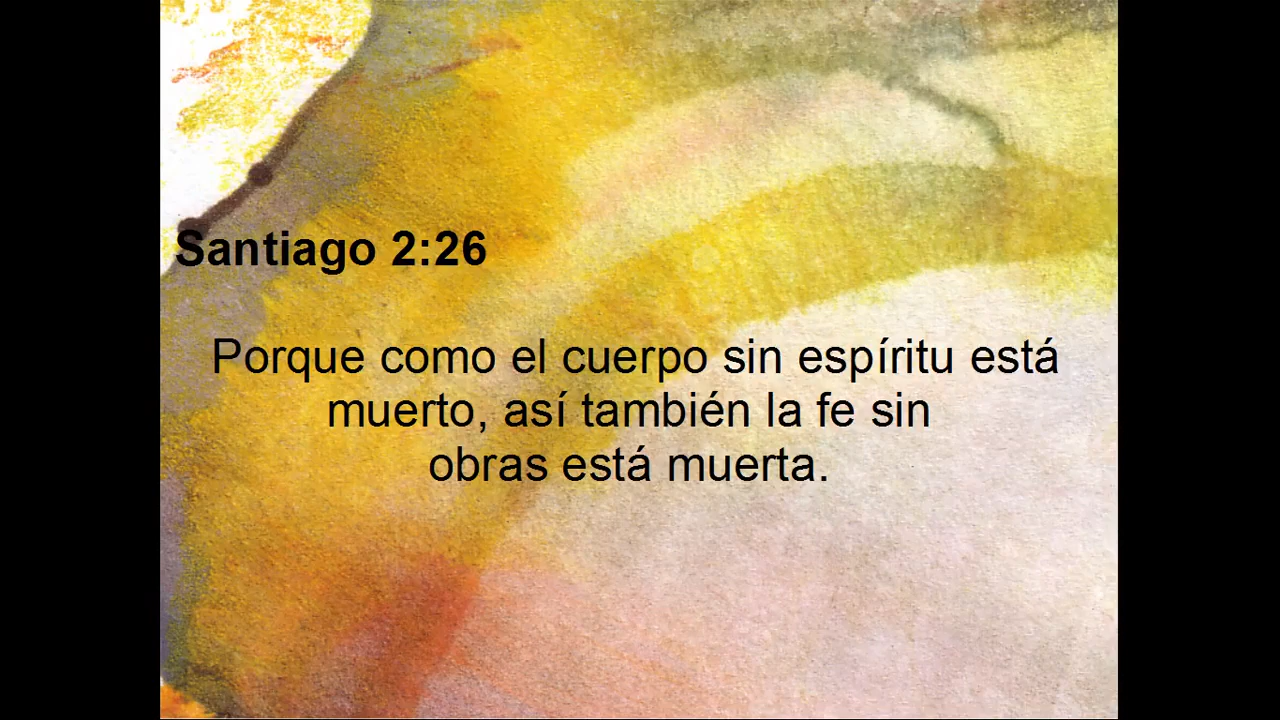 Santiago 2:26
Porque como el cuerpo sin espíritu está
muerto, así también la fe sin
obras está muerta.